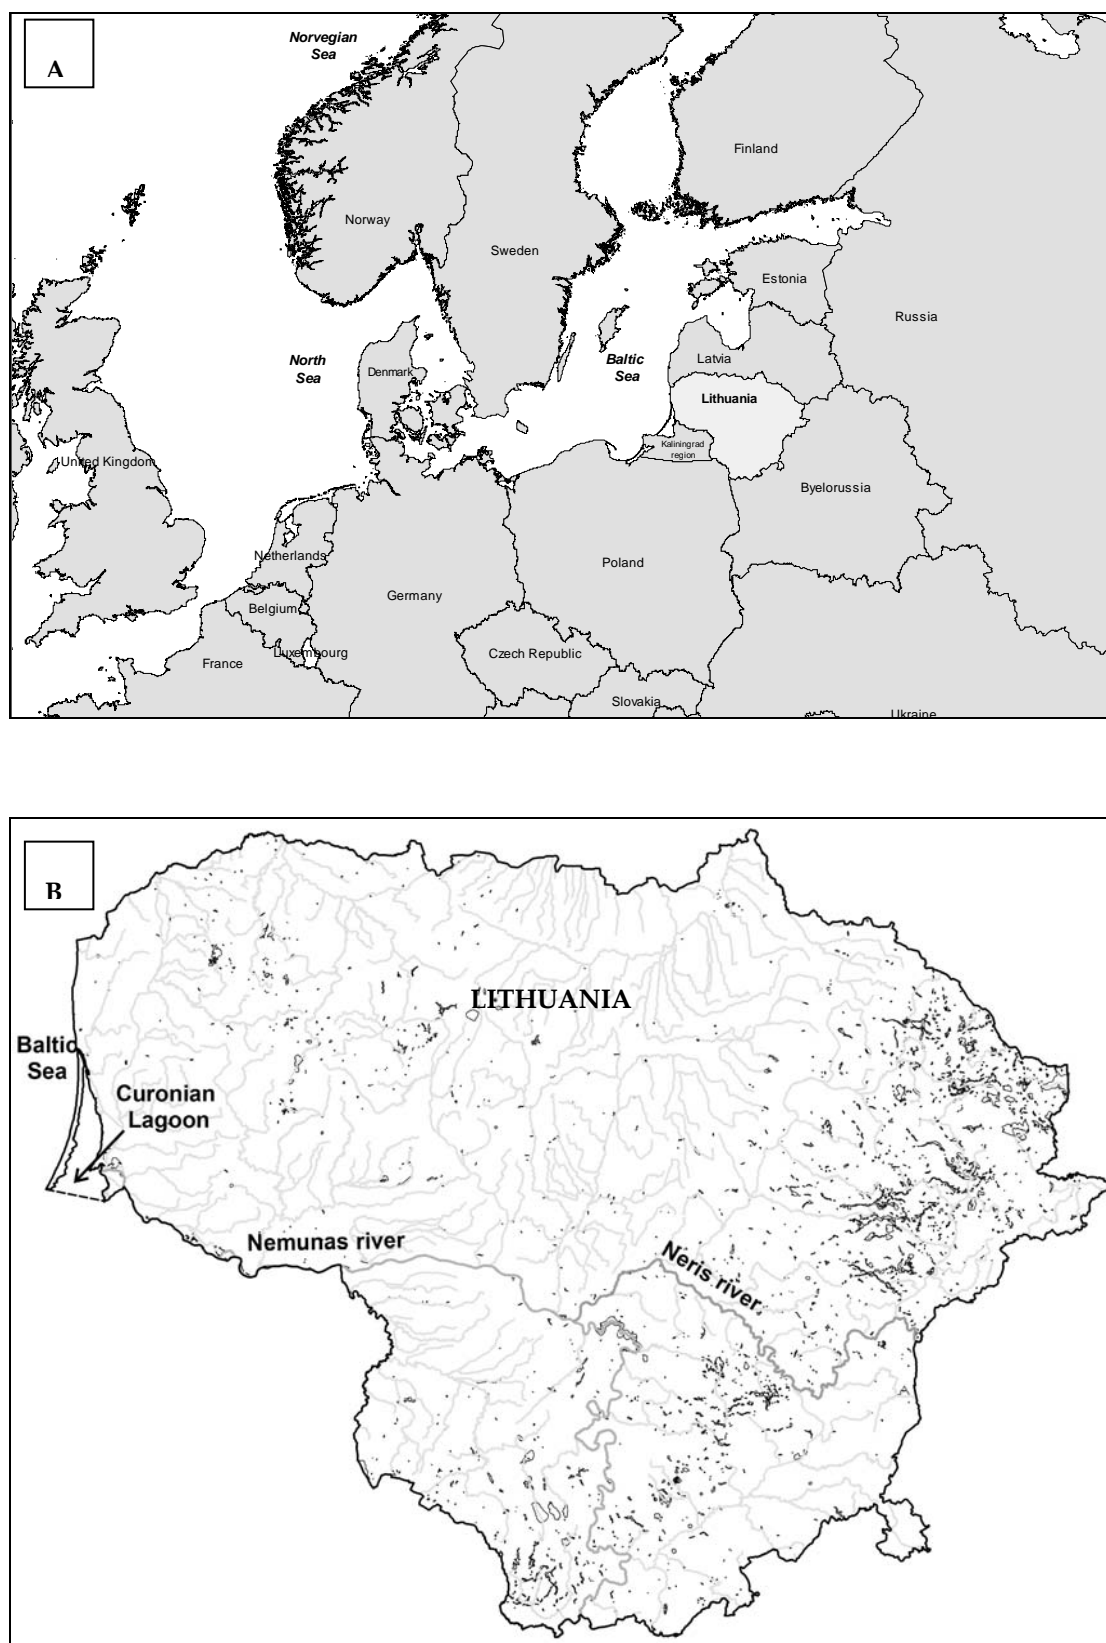 A
Norvegian
Sea
Finland
Norway
Sweden
Estonia
Russia
North
Sea
Baltic
Sea
Latvia
Denmark
Lithuania
Kaliningrad
region
United Kingdom
Byelorussia
Netherlands
Poland
Germany
Belgium
Luxembourg
Czech Republic
France
Slovakia
Ukraine
B
LITHUANIA
Baltic
Sea
Curonian
Lagoon
Nemunas river
Neris river